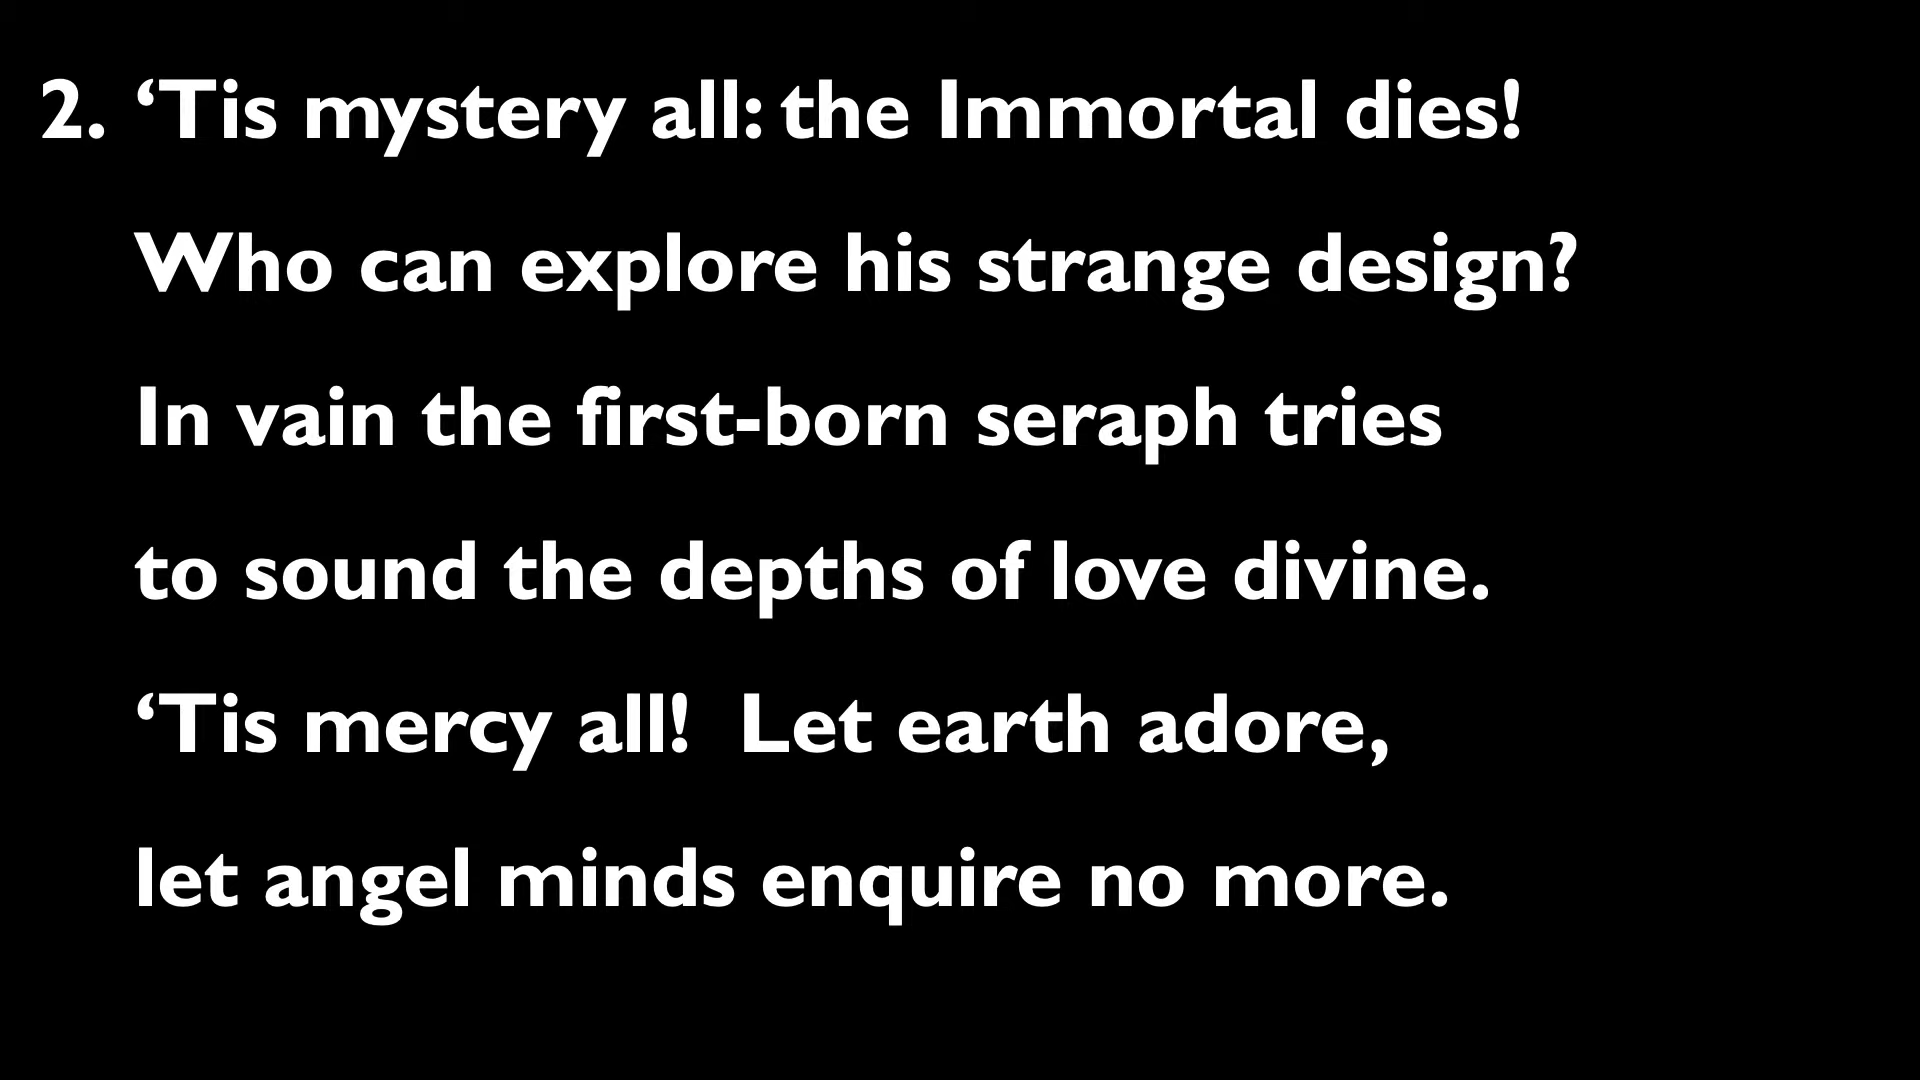 2. ‘Tis mystery all: the Immortal dies!
Who can explore his strange design?
In vain the first-born seraph tries
to sound the depths of love divine.
‘Tis mercy all!  Let earth adore,
let angel minds enquire no more.